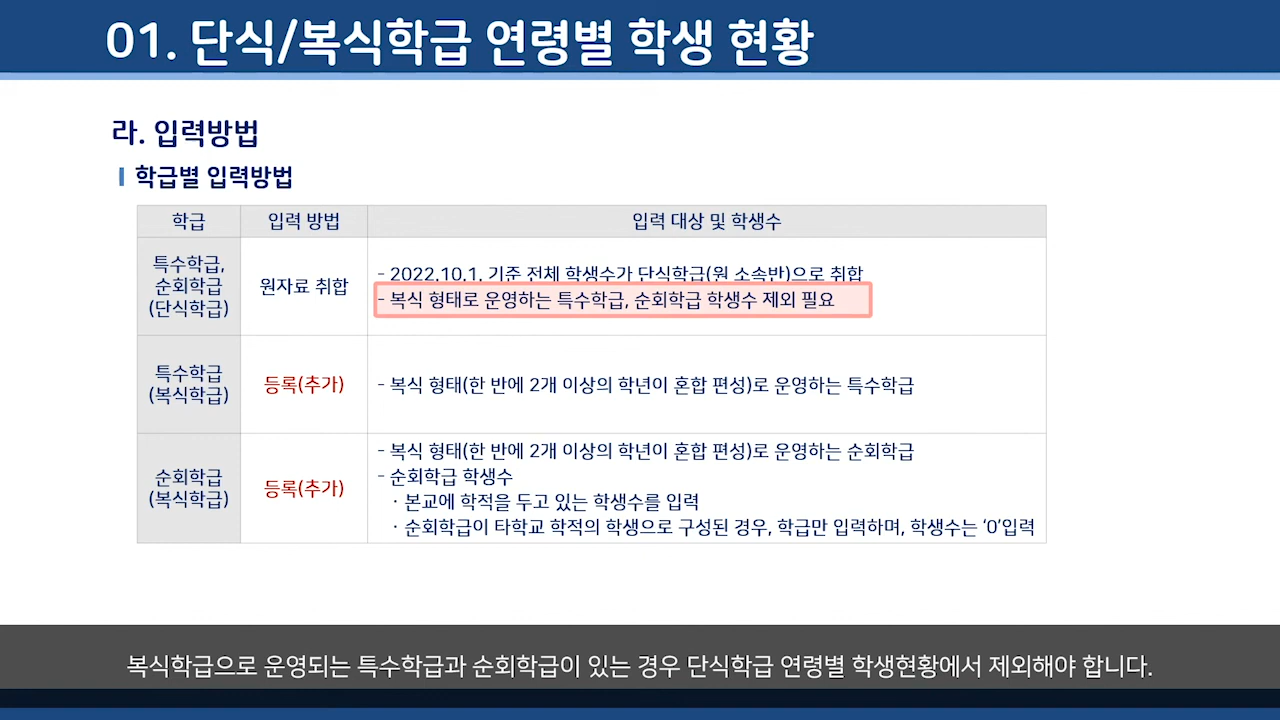 01. 단식/복식학급 연령별 학생 현황
라. 입력방법
학급별 입력방법
학급 입력 방법 입력 대상 및 학생수
특수학급,
순회학급
(단식학급)
원자료 취합
- 2022.10.1. 기준 전체 학생수가 단식학급(원 소속반)으로 취합
- 복식 형태로 운영하는 특수학급, 순회학급 학생수 제외 필요
특수학급
(복식학급)
등록(추가)
- 복식 형태(한 반에 2개 이상의 학년이 혼합 편성)로 운영하는 특수학급
순회학급
(복식학급)
등록(추가)
- 복식 형태(한 반에 2개 이상의 학년이 혼합 편성)로 운영하는 순회학급
- 순회학급 학생수
· 본교에 학적을 두고 있는 학생수를 입력
· 순회학급이 타학교 학적의 학생으로 구성된 경우, 학급만 입력하며, 학생수는 ‘0’입력
복식학급으로 운영되는 특수학급과 순회학급이 있는 경우 단식학급 연령별 학생현황에서 제외해야 합니다.